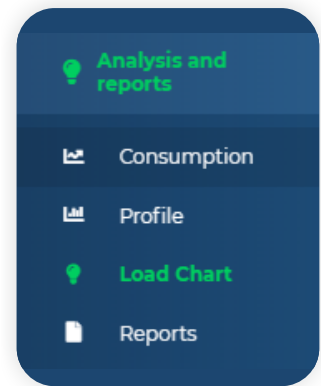 Analysis and
reports
Consumption
Profile
Load Chart
Reports